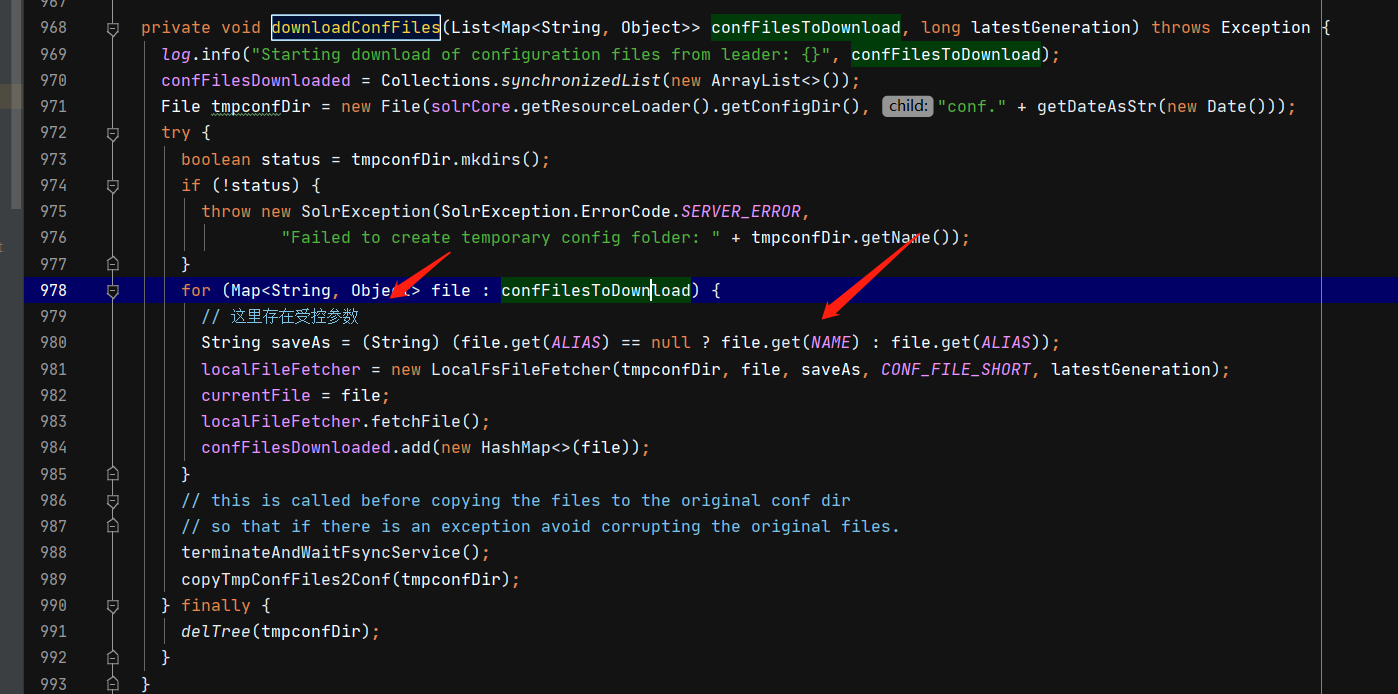 967
968 private void downloadConfFiles(List<Map<String, Object>> confFilesToDownload, long latestGeneration) throws Exception {
969 log.info("Starting download of configuration files from leader: {}", confFilesToDownload);
970 confFilesDownloaded = Collections.synchronizedList(new ArrayList<>());
971 File tmpconfDir = new File(solrCore.getResourceLoader().getConfigDir(), child: "conf." + getDateAsStr(new Date()));
972 try {
973 boolean status = tmpconfDir.mkdirs();
974 if (!status) {
975 throw new SolrException(SolrException.ErrorCode.SERVER_ERROR,
976 "Failed to create temporary config folder: " + tmpconfDir.getName());
977 }
978 for (Map<String, Object> file : confFilesToDownload) {
979 // 这里存在受控参数
980 String saveAs = (String) (file.get(ALIAS) == null ? file.get(NAME) : file.get(ALIAS));
981 localFileFetcher = new LocalFsFileFetcher(tmpconfDir, file, saveAs, CONF_FILE_SHORT, latestGeneration);
982 currentFile = file;
983 localFileFetcher.fetchFile();
984 confFilesDownloaded.add(new HashMap<>(file));
985 }
986 // this is called before copying the files to the original conf dir
987 // so that if there is an exception avoid corrupting the original files.
988 terminateAndWaitFsyncService();
989 copyTmpConfFiles2Conf(tmpconfDir);
990 } finally {
991 delTree(tmpconfDir);
992 }
993 }